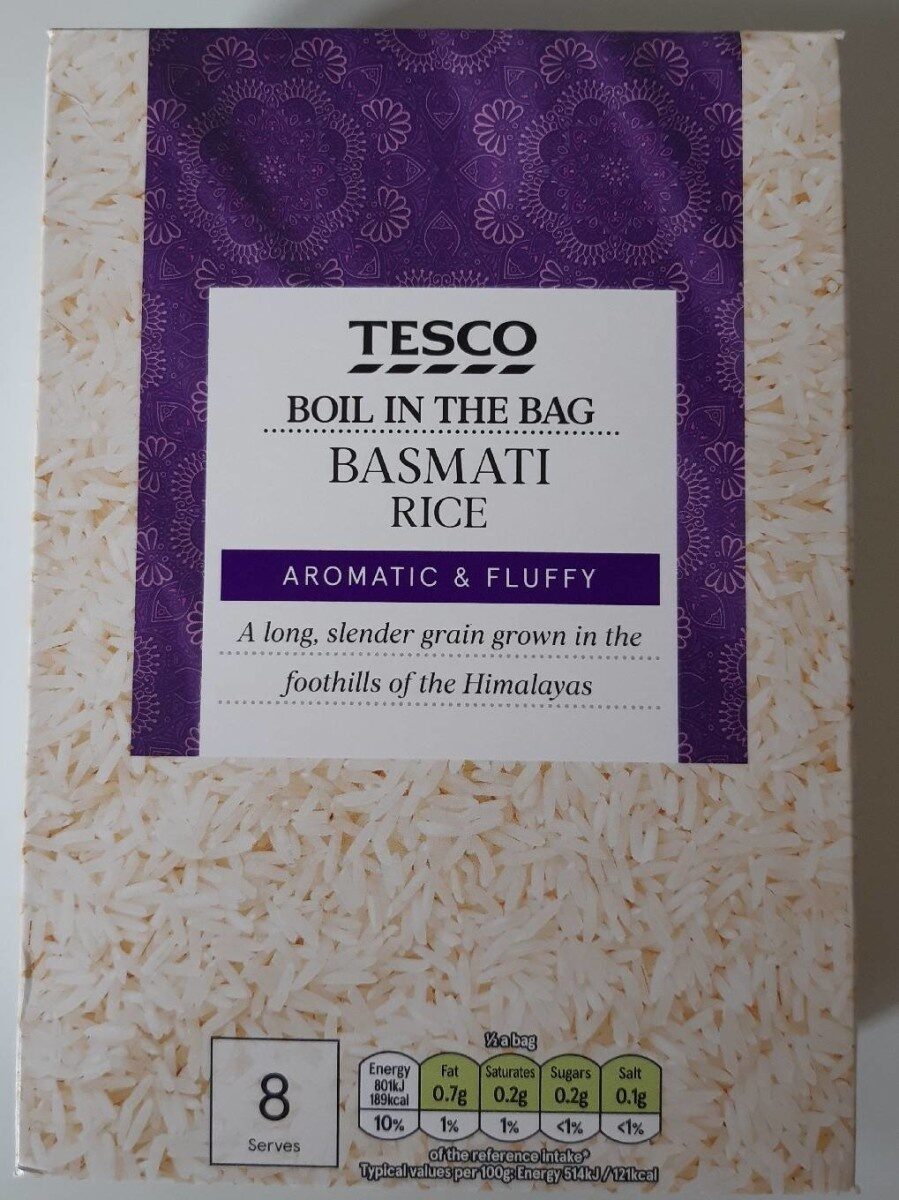 TESCO
BOIL IN THE BAG
BASMATI
RICE
AROMATIC & FLUFFY
A long, slender grain grown in the
foothills of the Himalayas
8
Serves
½ a bag
Energy
801kJ
189kcal
10%
Fat
0.7g
1%
Saturates
0.2g
1%
Sugars
0.2g
<1%
Salt
0.1g
<1%
of the reference intake*
Typical values per 100g: Energy 514kJ / 121kcal